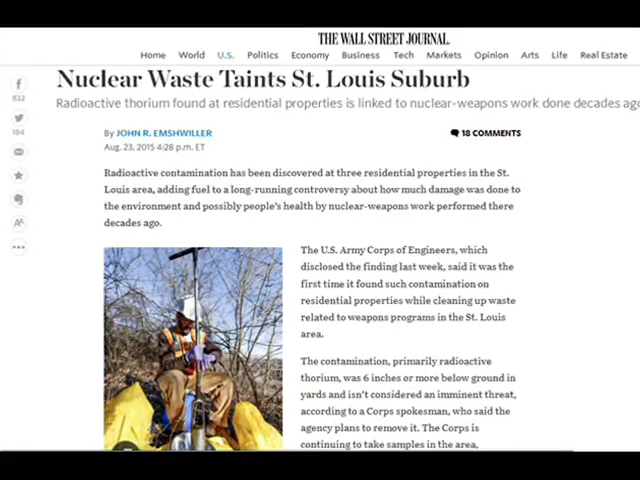 THE WALL STREET JOURNAL.
Home World U.S. Politics Economy Business Tech Markets Opinion Arts Life Real Estate
Nuclear Waste Taints St. Louis Suburb
Radioactive thorium found at residential properties is linked to nuclear-weapons work done decades ago
832
184
By JOHN R. EMSHWILLER
18 COMMENTS
Aug. 23, 2015 4:28 p.m. ET
Radioactive contamination has been discovered at three residential properties in the St.
Louis area, adding fuel to a long-running controversy about how much damage was done to
the environment and possibly people's health by nuclear-weapons work performed there
decades ago.
The U.S. Army Corps of Engineers, which
disclosed the finding last week, said it was the
first time it found such contamination on
residential properties while cleaning up waste
related to weapons programs in the St. Louis
area.
The contamination, primarily radioactive
thorium, was 6 inches or more below ground in
yards and isn't considered an imminent threat,
according to a Corps spokesman, who said the
agency plans to remove it. The Corps is
continuing to take samples in the area,